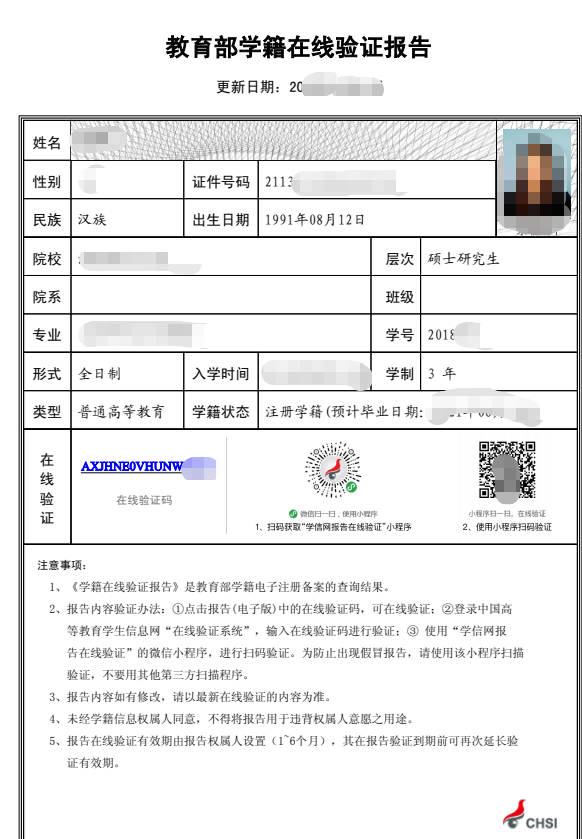 教育部学籍在线验证报告
更新日期：20
姓名
性别 证件号码 2113
民族 汉族 出生日期 1991年08月12日
院校 层次 硕士研究生
院系 班级
专业 学号 2018
形式 全日制 入学时间 学制 3 年
类型 普通高等教育 学籍状态 注册学籍(预计毕业日期:
在线验证
AXJHNE0VHUNW
在线验证码
微信扫一扫，使用小程序
1、扫码获取“学信网报告在线验证”小程序
小程序扫一扫，在线验证
2、使用小程序扫码验证
注意事项：
1、《学籍在线验证报告》是教育部学籍电子注册备案的查询结果。
2、报告内容验证办法：①点击报告(电子版)中的在线验证码，可在线验证；②登录中国高
等教育学生信息网“在线验证系统”，输入在线验证码进行验证；③ 使用“学信网报
告在线验证”的微信小程序，进行扫码验证。为防止出现假冒报告，请使用该小程序扫描
验证，不要用其他第三方扫描程序。
3、报告内容如有修改，请以最新在线验证的内容为准。
4、未经学籍信息权属人同意，不得将报告用于违背权属人意愿之用途。
5、报告在线验证有效期由报告权属人设置（1~6个月），其在报告验证到期前可再次延长验
证有效期。
CHSI